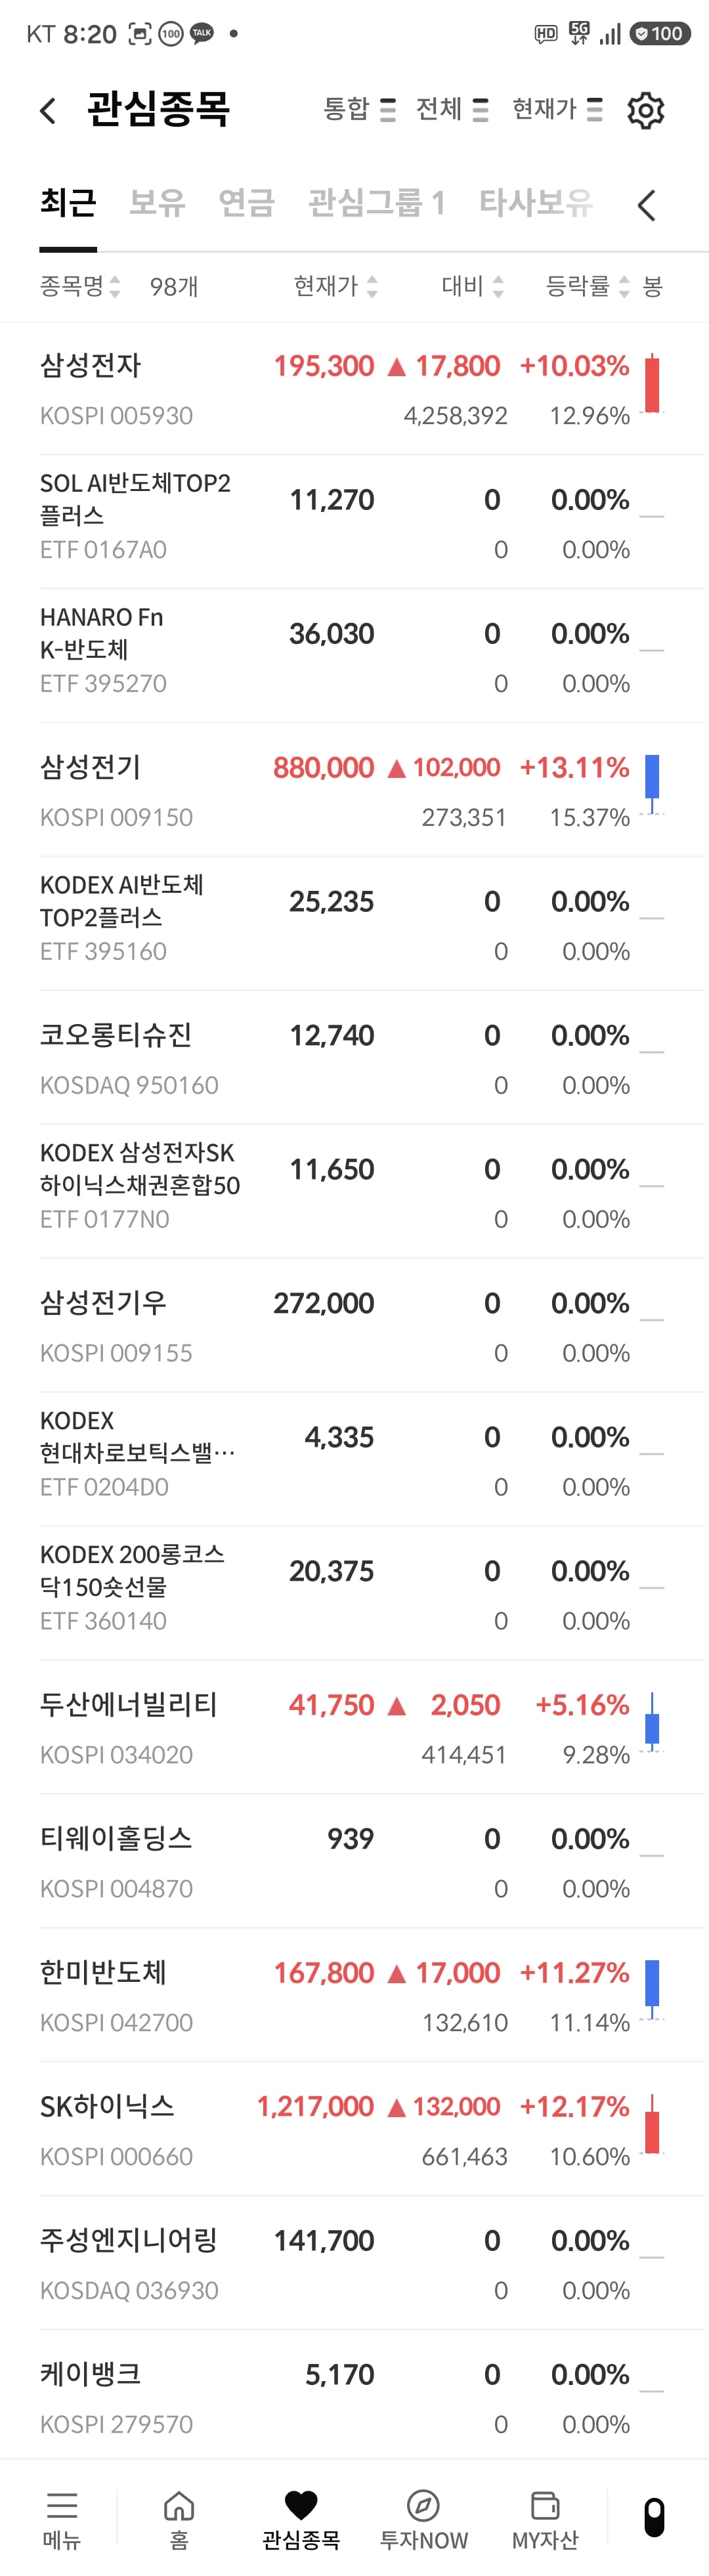 KT 8:20 100 TALK HD 5G 100
관심종목 통합 전체 현재가
최근 보유 연금 관심그룹 1 타사보유
종목명 98개 현재가 대비 등락률 봉
삼성전자 195,300 ▲ 17,800 +10.03%
KOSPI 005930 4,258,392 12.96%
SOL AI반도체TOP2
플러스 11,270 0 0.00%
ETF 0167A0 0 0.00%
HANARO Fn
K-반도체 36,030 0 0.00%
ETF 395270 0 0.00%
삼성전기 880,000 ▲ 102,000 +13.11%
KOSPI 009150 273,351 15.37%
KODEX AI반도체
TOP2플러스 25,235 0 0.00%
ETF 395160 0 0.00%
코오롱티슈진 12,740 0 0.00%
KOSDAQ 950160 0 0.00%
KODEX 삼성전자SK
하이닉스채권혼합50 11,650 0 0.00%
ETF 0177N0 0 0.00%
삼성전기우 272,000 0 0.00%
KOSPI 009155 0 0.00%
KODEX
현대차로보틱스밸… 4,335 0 0.00%
ETF 0204D0 0 0.00%
KODEX 200롱코스
닥150숏선물 20,375 0 0.00%
ETF 360140 0 0.00%
두산에너빌리티 41,750 ▲ 2,050 +5.16%
KOSPI 034020 414,451 9.28%
티웨이홀딩스 939 0 0.00%
KOSPI 004870 0 0.00%
한미반도체 167,800 ▲ 17,000 +11.27%
KOSPI 042700 132,610 11.14%
SK하이닉스 1,217,000 ▲ 132,000 +12.17%
KOSPI 000660 661,463 10.60%
주성엔지니어링 141,700 0 0.00%
KOSDAQ 036930 0 0.00%
케이뱅크 5,170 0 0.00%
KOSPI 279570 0 0.00%
메뉴 홈 관심종목 투자NOW MY자산